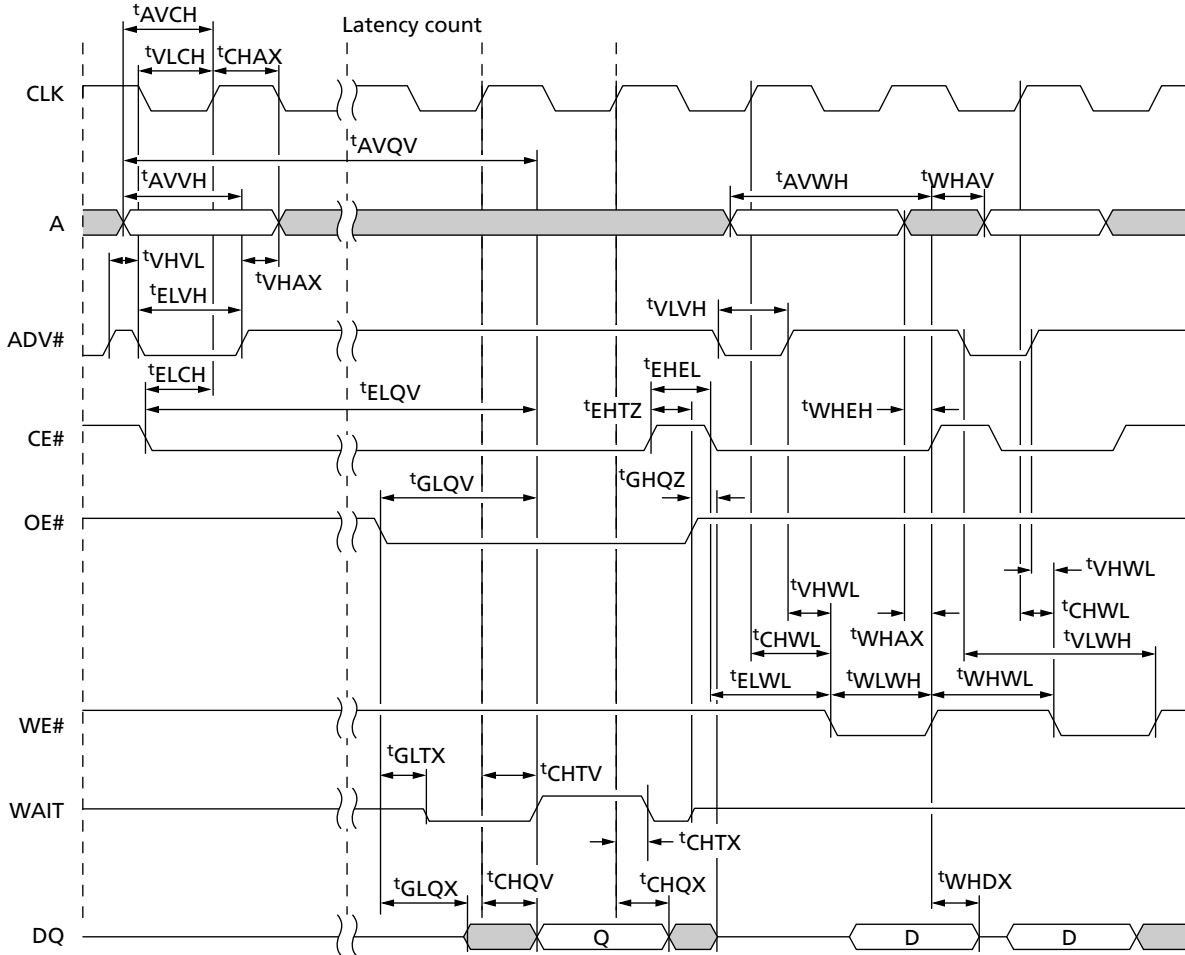 tAVCH
Latency count
tVLCH
tCHAX
CLK
tAVQV
tAVVH
tAVWH
tWHAV
A
tVHVL
tVHAX
tELVH
tVLVH
ADV#
tELCH
tEHEL
tELQV
tEHTZ
tWHEH
CE#
tGLQV
tGHQZ
OE#
tVHWL
tVHWL
tCHWL
tCHWL
tWHAX
tVLWH
tELWL
tWLWH
tWHWL
WE#
tGLTX
tCHTV
WAIT
tCHTX
tGLQX
tCHQV
tCHQX
tWHDX
DQ
Q
D
D